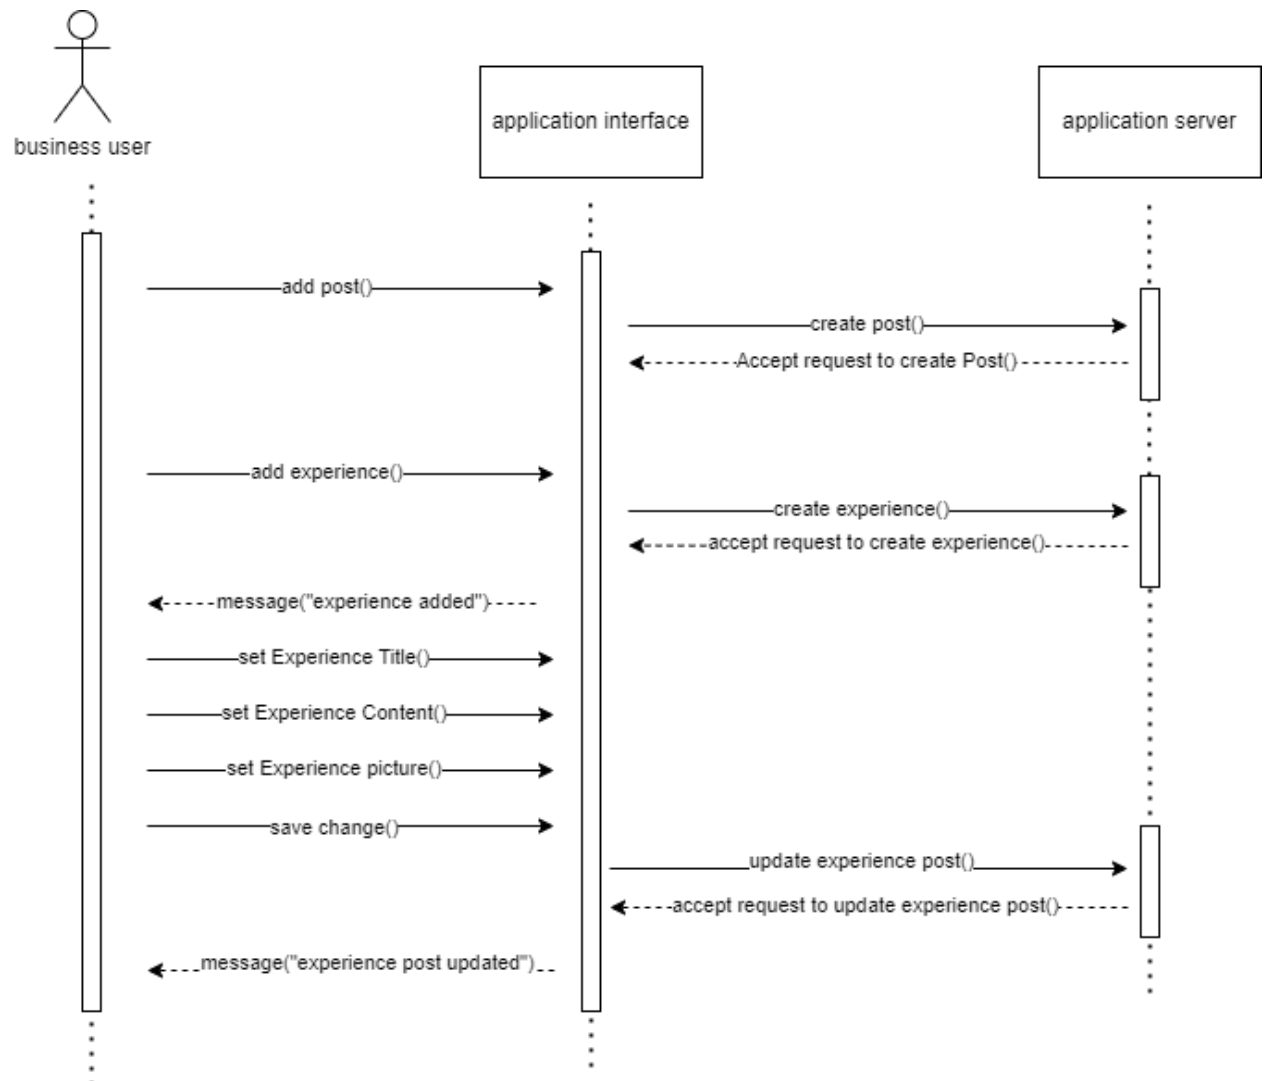 business user
application interface
application server
add post()
create post()
Accept request to create Post()
add experience()
create experience()
accept request to create experience()
message("experience added")
set Experience Title()
set Experience Content()
set Experience picture()
save change()
update experience post()
accept request to update experience post()
message("experience post updated")